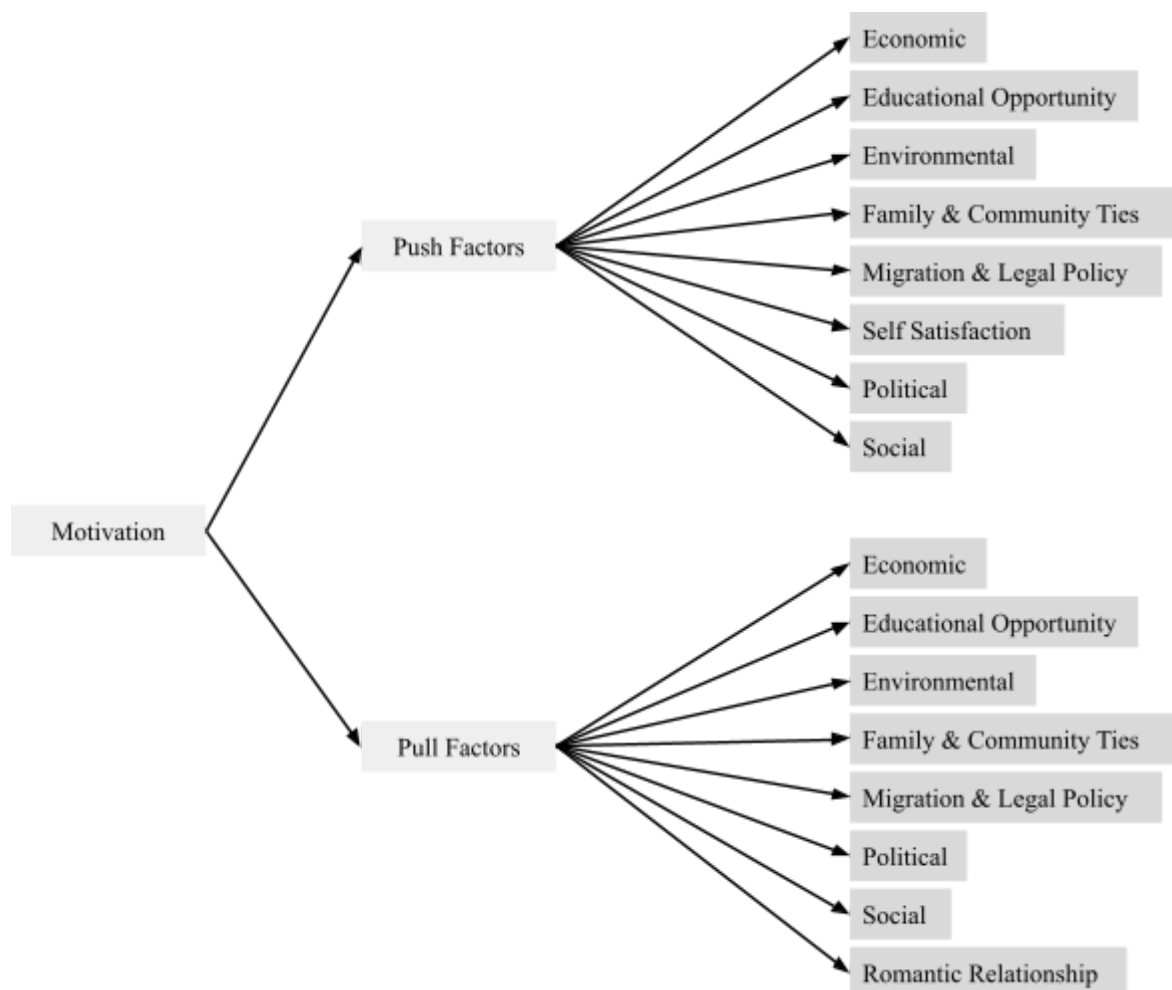 Economic
Educational Opportunity
Environmental
Family & Community Ties
Push Factors
Migration & Legal Policy
Self Satisfaction
Political
Social
Motivation
Economic
Educational Opportunity
Environmental
Family & Community Ties
Pull Factors
Migration & Legal Policy
Political
Social
Romantic Relationship